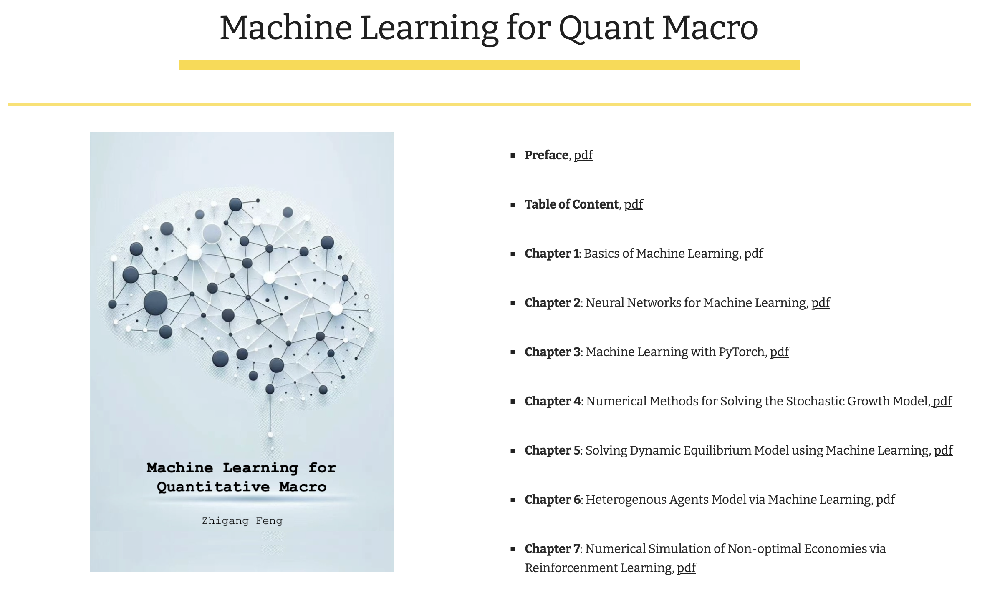 Machine Learning for Quant Macro
Machine Learning for
Quantitative Macro
Zhigang Feng
Preface, pdf
Table of Content, pdf
Chapter 1: Basics of Machine Learning, pdf
Chapter 2: Neural Networks for Machine Learning, pdf
Chapter 3: Machine Learning with PyTorch, pdf
Chapter 4: Numerical Methods for Solving the Stochastic Growth Model, pdf
Chapter 5: Solving Dynamic Equilibrium Model using Machine Learning, pdf
Chapter 6: Heterogenous Agents Model via Machine Learning, pdf
Chapter 7: Numerical Simulation of Non-optimal Economies via
Reinforcenment Learning, pdf